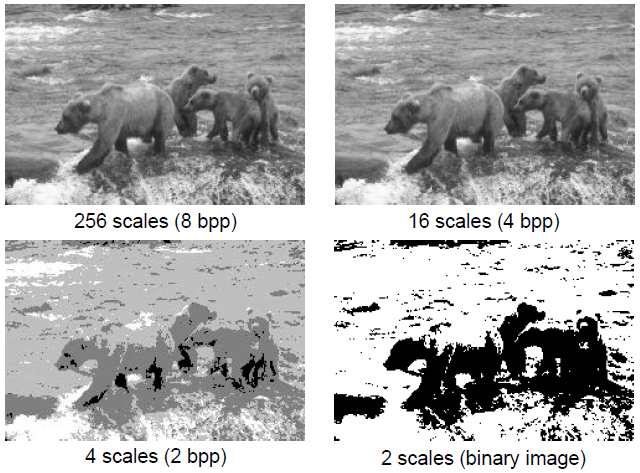 256 scales (8 bpp)
16 scales (4 bpp)
4 scales (2 bpp)
2 scales (binary image)